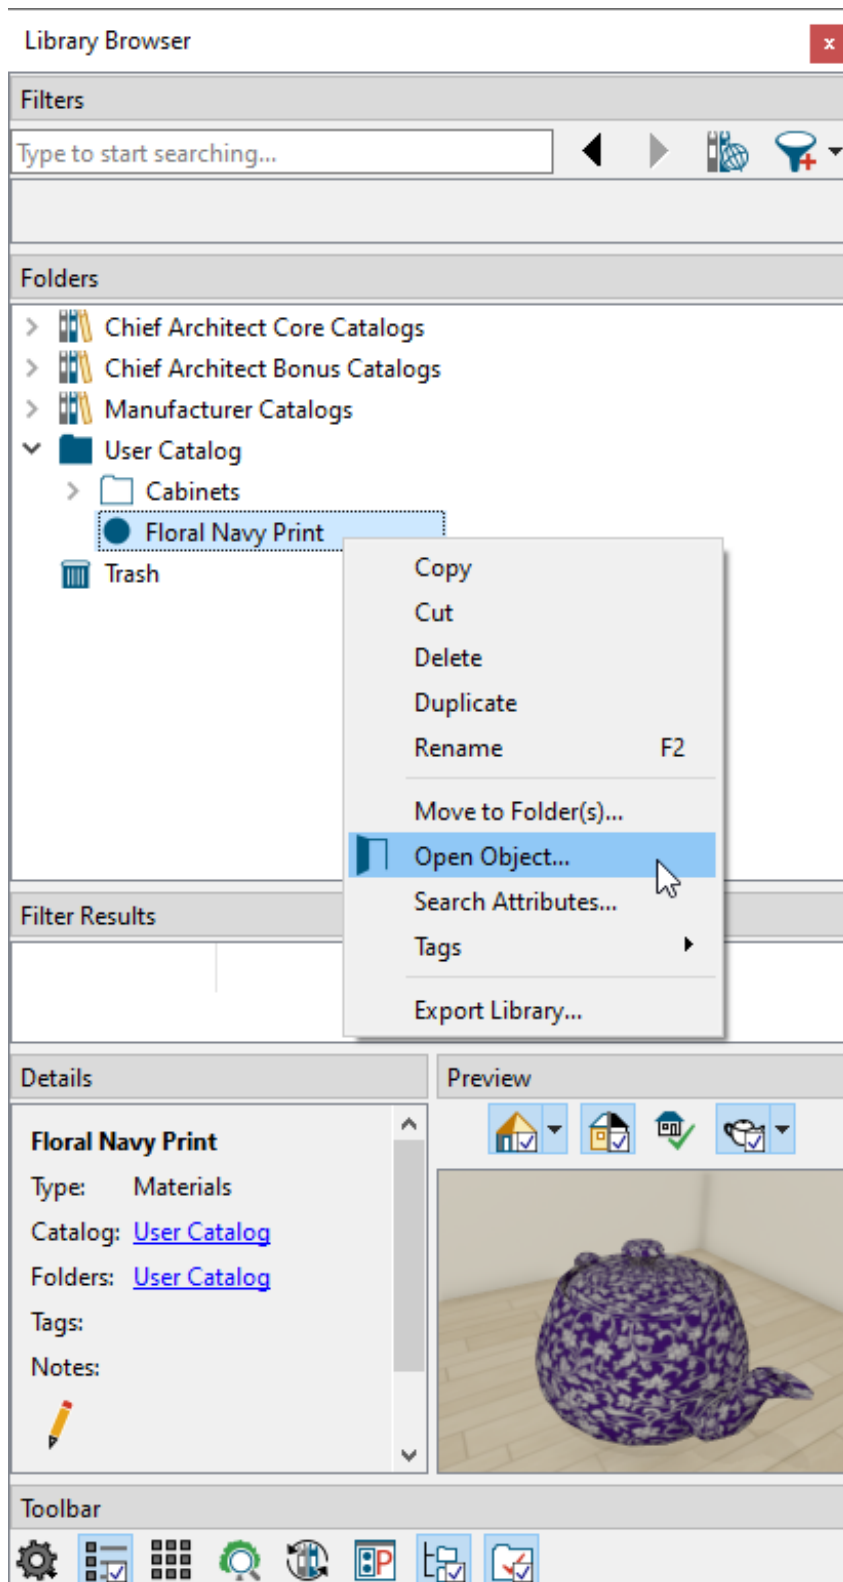 Library Browser
x
Filters
Type to start searching...
Folders
Chief Architect Core Catalogs
Chief Architect Bonus Catalogs
Manufacturer Catalogs
User Catalog
Cabinets
Floral Navy Print
Trash
Copy
Cut
Delete
Duplicate
Rename F2
Move to Folder(s)...
Open Object...
Search Attributes...
Tags
Export Library...
Filter Results
Details
Floral Navy Print
Type: Materials
Catalog: User Catalog
Folders: User Catalog
Tags:
Notes:
Preview
Toolbar
P